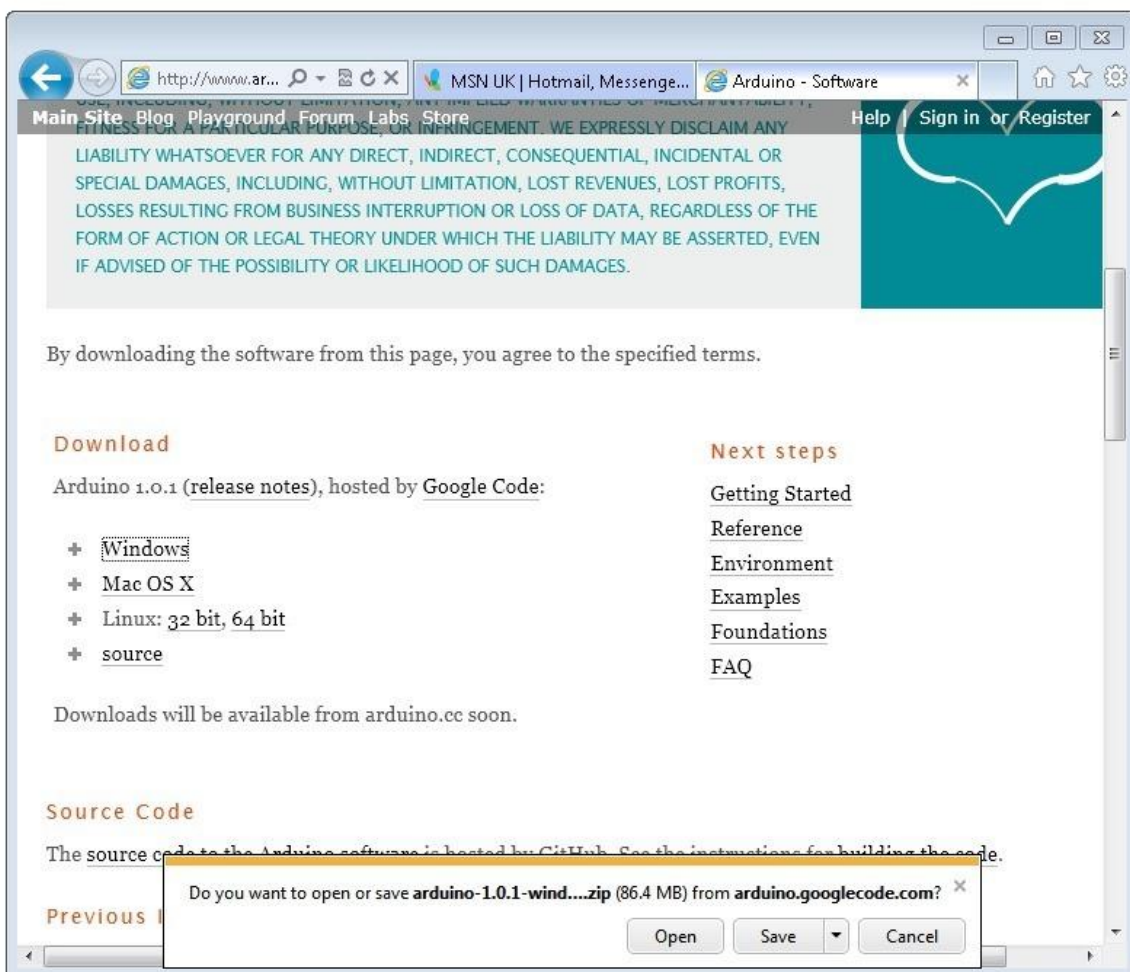 http://www.ar...
MSN UK | Hotmail, Messenge...
Arduino - Software
Main Site Blog Playground Forum Labs Store
Help | Sign in or Register
USE, INCLUDING, WITHOUT LIMITATION, ANY IMPLIED WARRANTIES OF MERCHANTABILITY,
FITNESS FOR A PARTICULAR PURPOSE, OR INFRINGEMENT. WE EXPRESSLY DISCLAIM ANY
LIABILITY WHATSOEVER FOR ANY DIRECT, INDIRECT, CONSEQUENTIAL, INCIDENTAL OR
SPECIAL DAMAGES, INCLUDING, WITHOUT LIMITATION, LOST REVENUES, LOST PROFITS,
LOSSES RESULTING FROM BUSINESS INTERRUPTION OR LOSS OF DATA, REGARDLESS OF THE
FORM OF ACTION OR LEGAL THEORY UNDER WHICH THE LIABILITY MAY BE ASSERTED, EVEN
IF ADVISED OF THE POSSIBILITY OR LIKELIHOOD OF SUCH DAMAGES.
By downloading the software from this page, you agree to the specified terms.
Download
Arduino 1.0.1 (release notes), hosted by Google Code:
Windows
Mac OS X
Linux: 32 bit, 64 bit
source
Downloads will be available from arduino.cc soon.
Next steps
Getting Started
Reference
Environment
Examples
Foundations
FAQ
Source Code
The source code to the Arduino software is hosted by GitHub. See the instructions for building the code.
Previous
Do you want to open or save arduino-1.0.1-wind....zip (86.4 MB) from arduino.googlecode.com?
Open
Save
Cancel